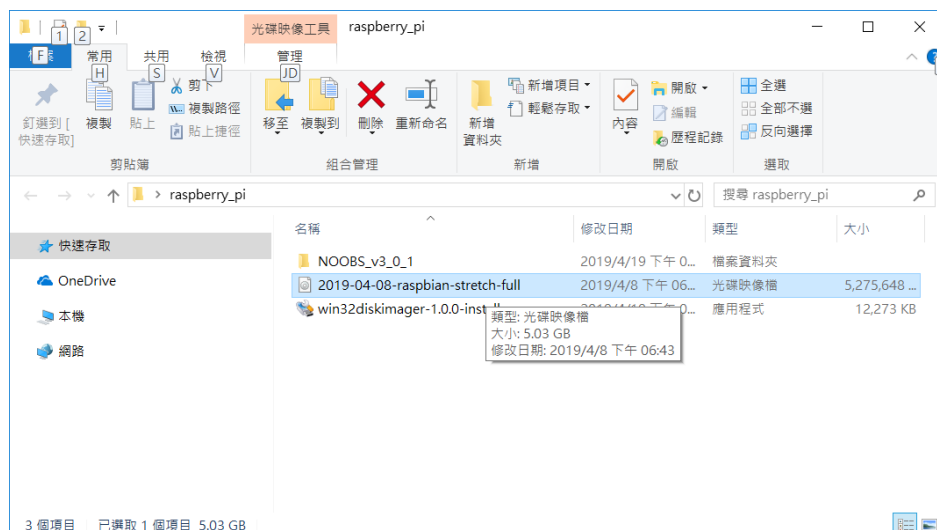 光碟映像工具 raspberry_pi
1 2
F 常用 共用 檢視 管理
H S V JD
釘選到 [
快速存取]
複製
貼上
剪下
複製路徑
貼上捷徑
剪貼簿
移至 複製到 刪除 重新命名
組合管理
新增
資料夾
新增項目
輕鬆存取
新增
內容
開啟
編輯
歷程記錄
開啟
全選
全部不選
反向選擇
選取
raspberry_pi
搜尋 raspberry_pi
名稱 修改日期 類型 大小
快速存取
OneDrive
本機
網路
NOOBS_v3_0_1 2019/4/19 下午 0... 檔案資料夾
2019-04-08-raspbian-stretch-full 2019/4/8 下午 06... 光碟映像檔 5,275,648 ...
win32diskimager-1.0.0-install 0... 應用程式 12,273 KB
類型: 光碟映像檔
大小: 5.03 GB
修改日期: 2019/4/8 下午 06:43
3 個項目 已選取 1 個項目 5.03 GB